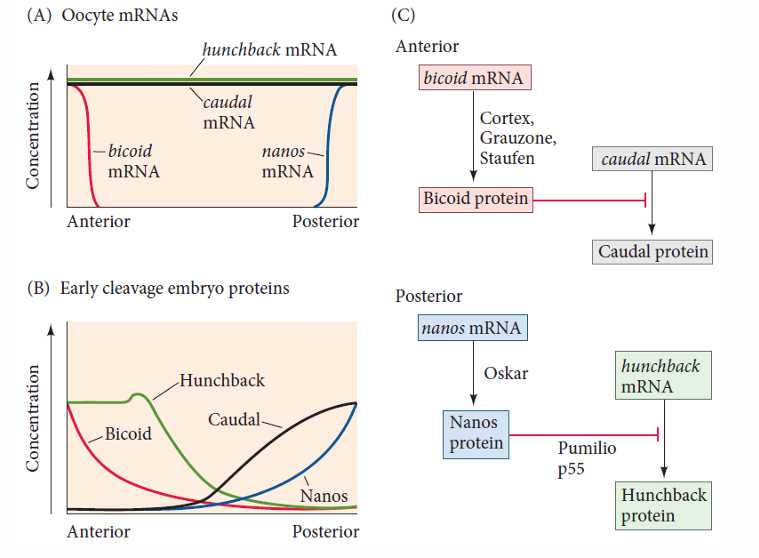 (A) Oocyte mRNAs
hunchback mRNA
caudal
mRNA
bicoid
mRNA
nanos
mRNA
Concentration
Anterior
Posterior
(B) Early cleavage embryo proteins
Hunchback
Caudal
Bicoid
Nanos
Concentration
Anterior
Posterior
(C)
Anterior
bicoid mRNA
Cortex,
Grauzone,
Staufen
caudal mRNA
Bicoid protein
Caudal protein
Posterior
nanos mRNA
Oskar
hunchback
mRNA
Nanos
protein
Pumilio
p55
Hunchback
protein